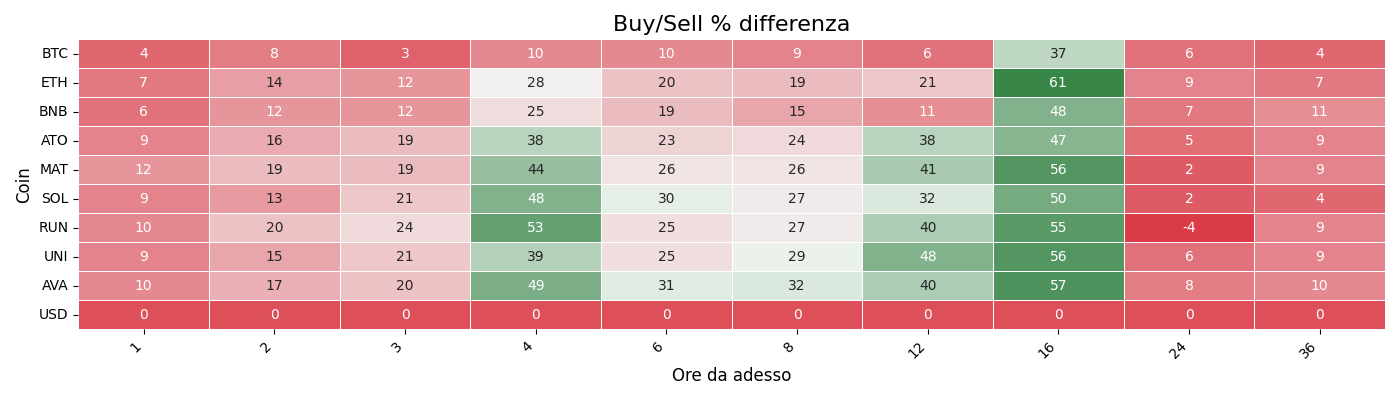 Buy/Sell % differenza
Coin
BTC 4 8 3 10 10 9 6 37 6 4
ETH 7 14 12 28 20 19 21 61 9 7
BNB 6 12 12 25 19 15 11 48 7 11
ATO 9 16 19 38 23 24 38 47 5 9
MAT 12 19 19 44 26 26 41 56 2 9
SOL 9 13 21 48 30 27 32 50 2 4
RUN 10 20 24 53 25 27 40 55 -4 9
UNI 9 15 21 39 25 29 48 56 6 9
AVA 10 17 20 49 31 32 40 57 8 10
USD 0 0 0 0 0 0 0 0 0 0
1 2 3 4 6 8 12 16 24 36
Ore da adesso